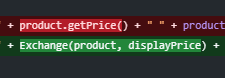 " + product.getPrice() + " " + product
" + Exchange(product, displayPrice) +